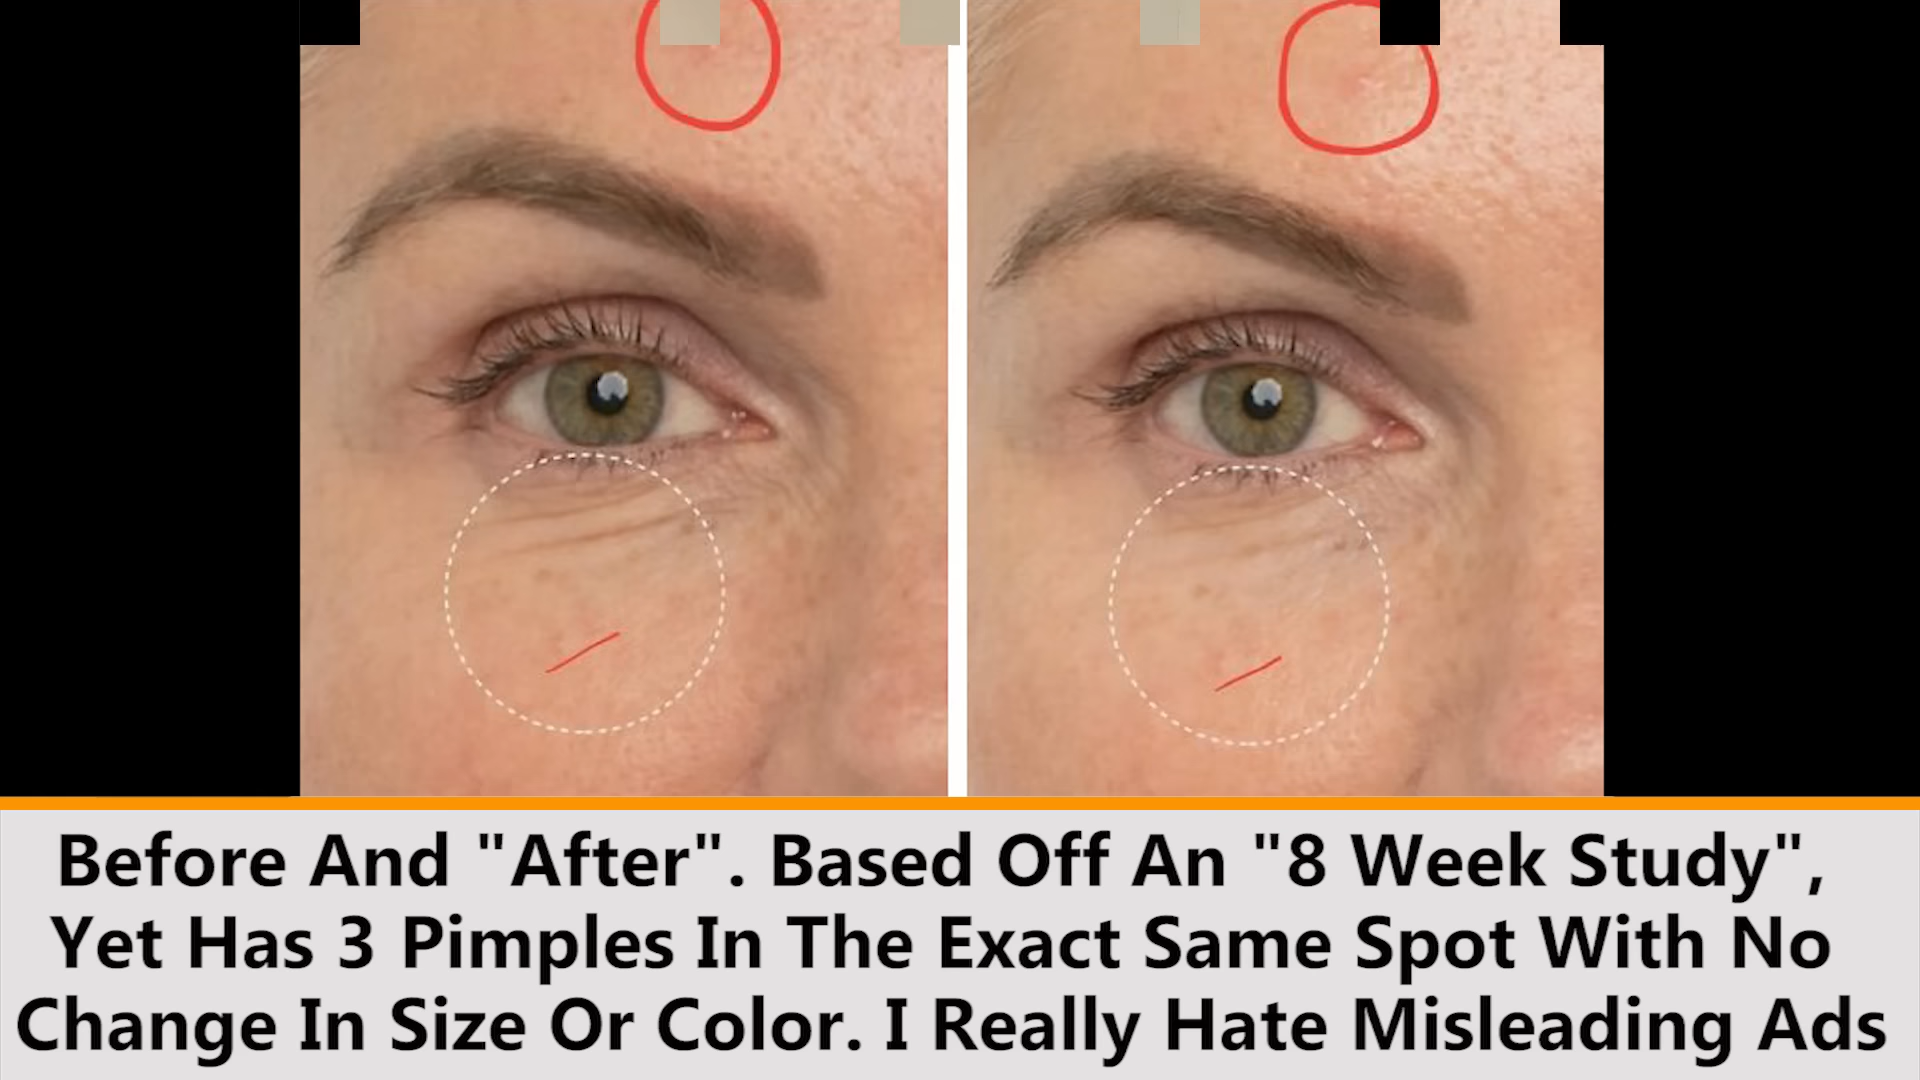 Before And "After". Based Off An "8 Week Study",
Yet Has 3 Pimples In The Exact Same Spot With No
Change In Size Or Color. I Really Hate Misleading Ads